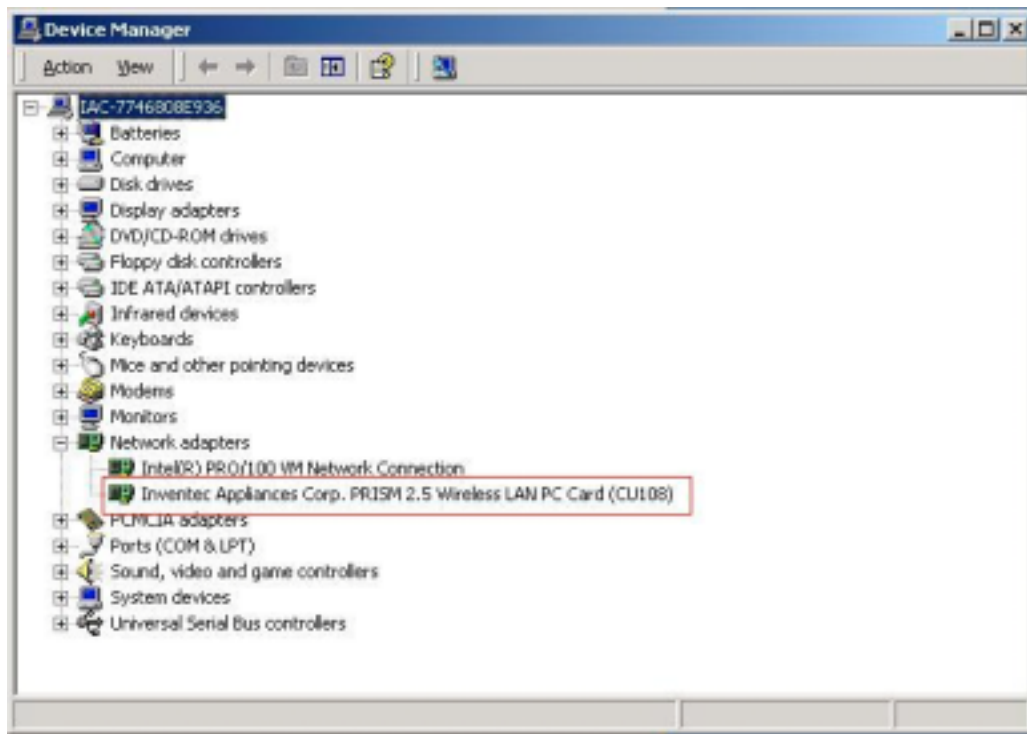 Device Manager
Action View
IAC-7746808E936
Batteries
Computer
Disk drives
Display adapters
DVD/CD-ROM drives
Floppy disk controllers
IDE ATA/ATAPI controllers
Infrared devices
Keyboards
Mice and other pointing devices
Modems
Monitors
Network adapters
Intel(R) PRO/100 VM Network Connection
Inventec Appliances Corp. PRISM 2.5 Wireless LAN PC Card (CU108)
PCMCIA adapters
Ports (COM & LPT)
Sound, video and game controllers
System devices
Universal Serial Bus controllers